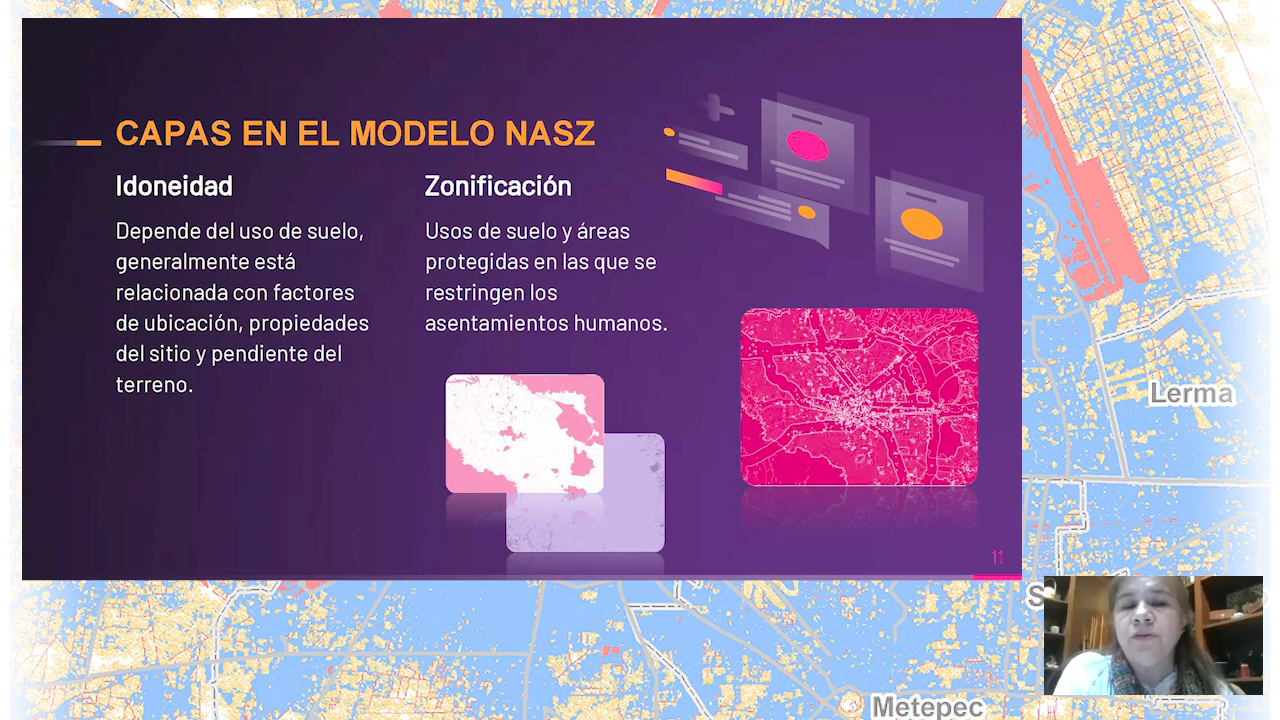 CAPAS EN EL MODELO NASZ
Idoneidad
Depende del uso de suelo,
generalmente está
relacionada con factores
de ubicación, propiedades
del sitio y pendiente del
terreno.
Zonificación
Usos de suelo y áreas
protegidas en las que se
restringen los
asentamientos humanos.
11
Lerma
S
Metepec